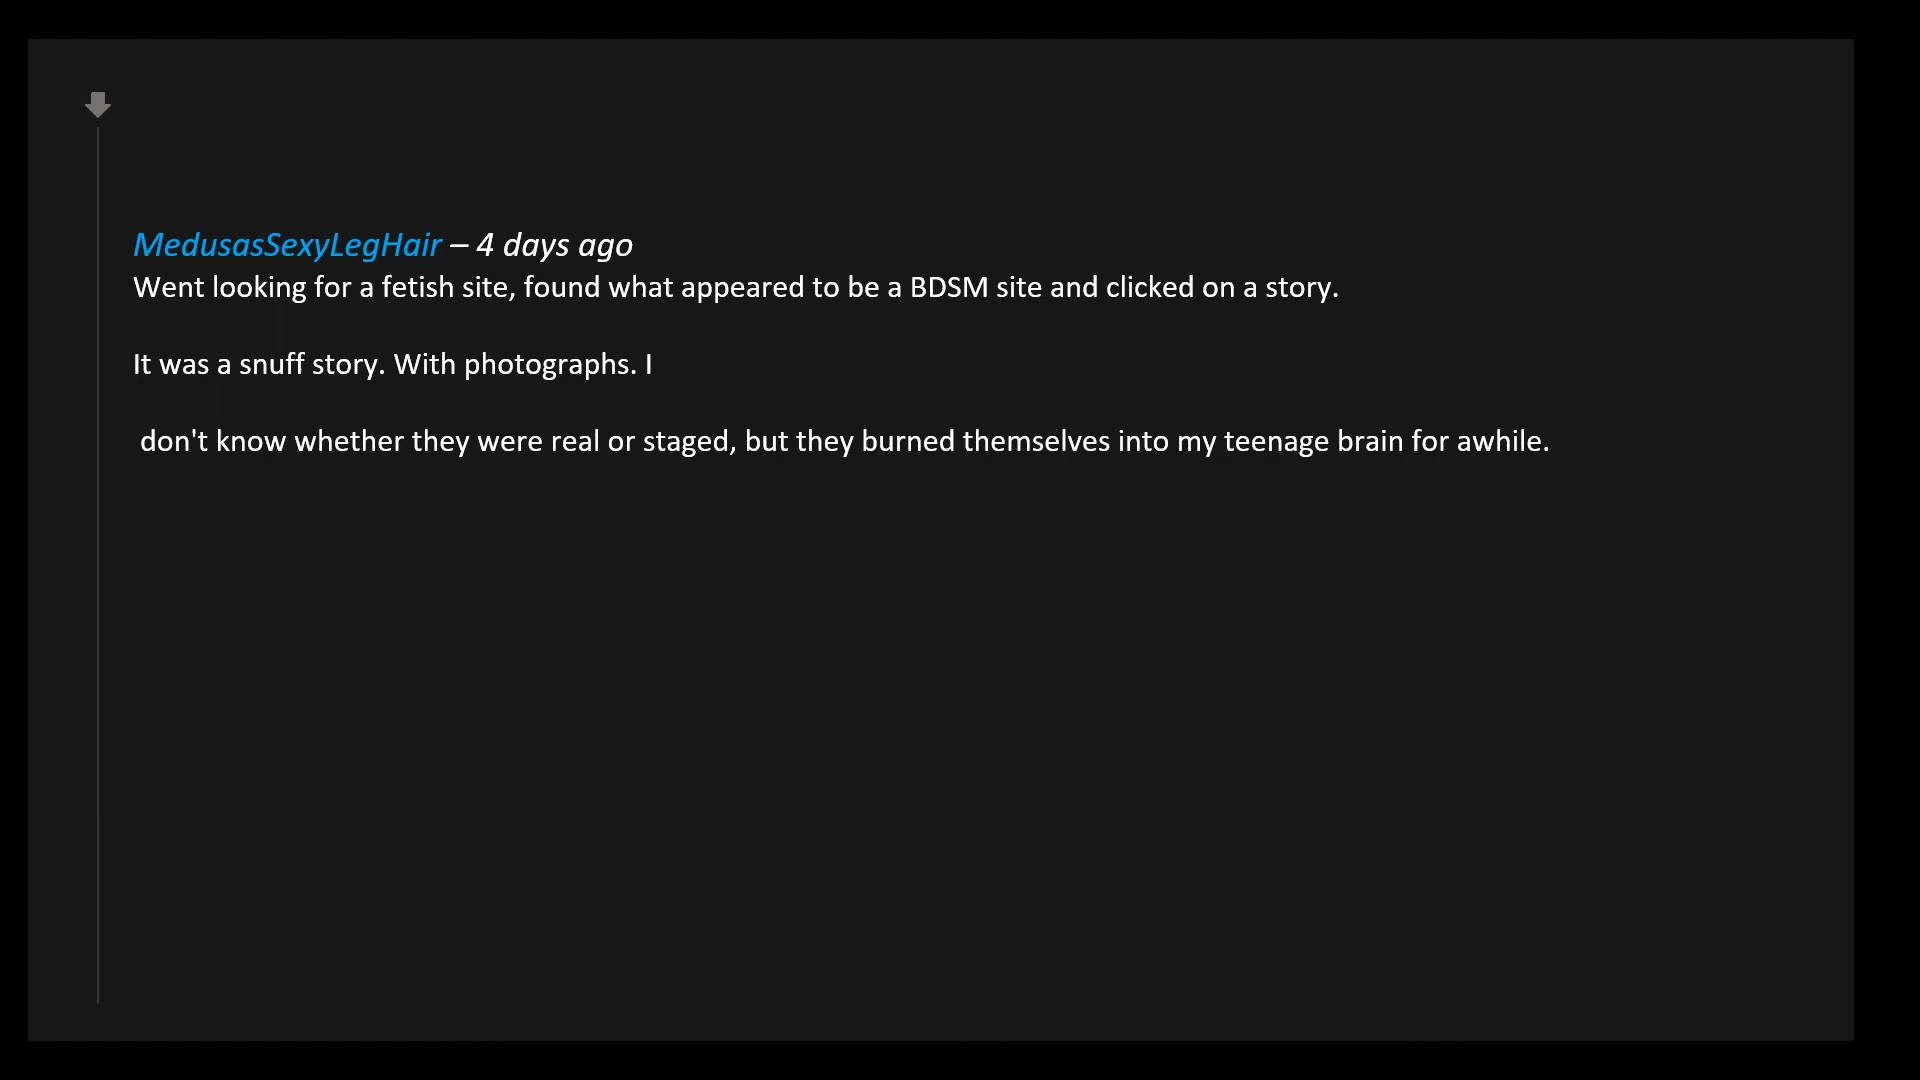 MedusasSexyLegHair – 4 days ago
Went looking for a fetish site, found what appeared to be a BDSM site and clicked on a story.
It was a snuff story. With photographs. I
don't know whether they were real or staged, but they burned themselves into my teenage brain for awhile.